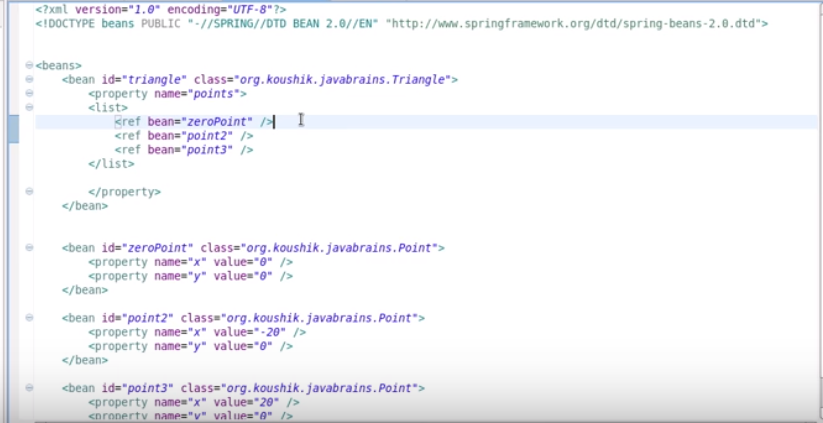 <?xml version="1.0" encoding="UTF-8"?>
<!DOCTYPE beans PUBLIC "-//SPRING//DTD BEAN 2.0//EN" "http://www.springframework.org/dtd/spring-beans-2.0.dtd">
<beans>
<bean id="triangle" class="org.koushik.javabrains.Triangle">
<property name="points">
<list>
<ref bean="zeroPoint" />
<ref bean="point2" />
<ref bean="point3" />
</list>
</property>
</bean>
<bean id="zeroPoint" class="org.koushik.javabrains.Point">
<property name="x" value="0" />
<property name="y" value="0" />
</bean>
<bean id="point2" class="org.koushik.javabrains.Point">
<property name="x" value="-20" />
<property name="y" value="0" />
</bean>
<bean id="point3" class="org.koushik.javabrains.Point">
<property name="x" value="20" />
<property name="y" value="0" />